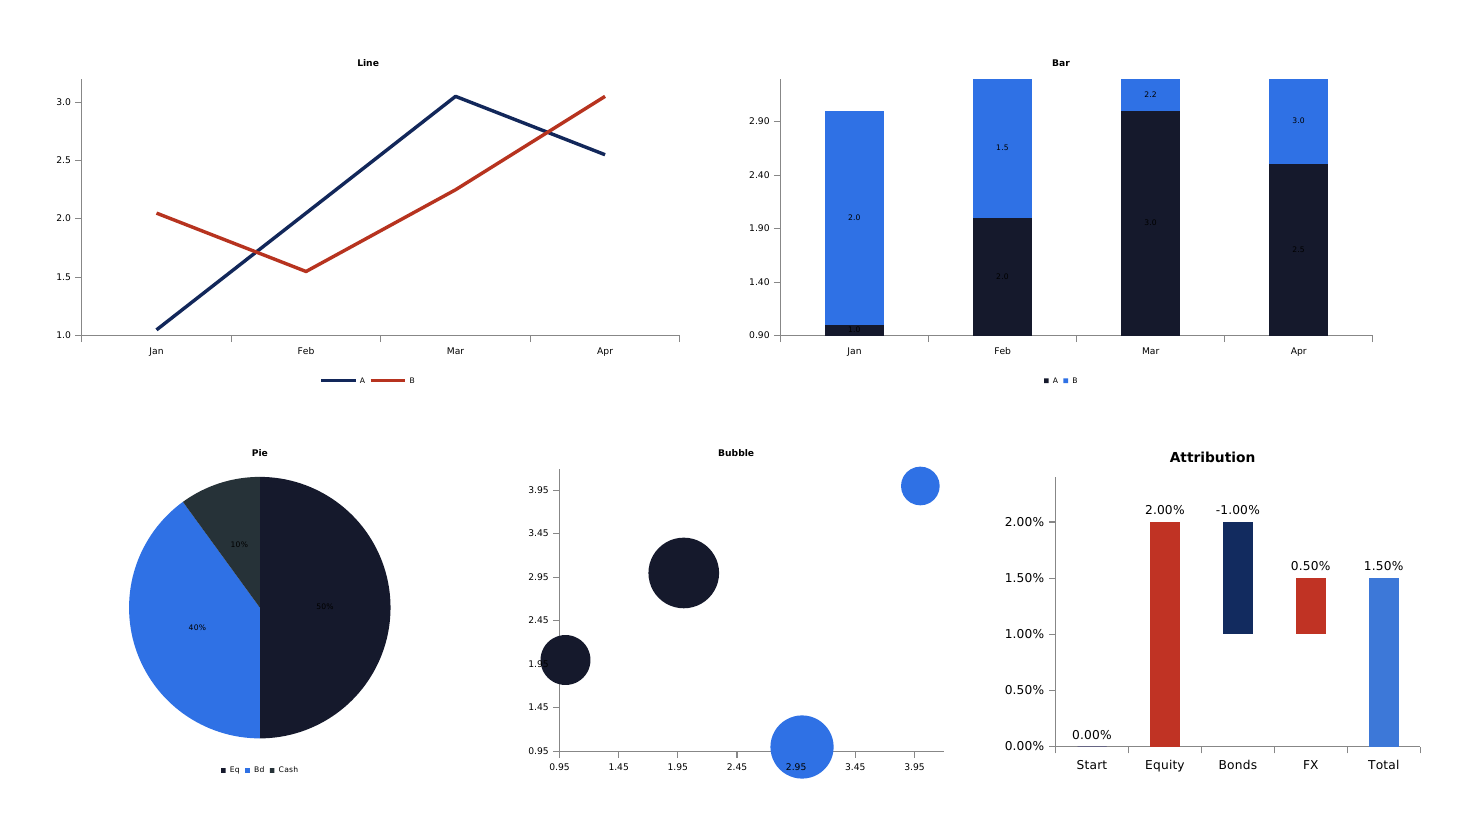 Line
3.0
2.5
2.0
1.5
1.0
Jan Feb Mar Apr
A B
Bar
2.90
2.40
1.90
1.40
0.90
2.0 1.5 2.2 3.0
1.0 2.0 3.0 2.5
Jan Feb Mar Apr
A B
Pie
10%
50%
40%
Eq Bd Cash
Bubble
3.95
3.45
2.95
2.45
1.95
1.45
0.95
0.95 1.45 1.95 2.45 2.95 3.45 3.95
Attribution
2.00%
1.50%
1.00%
0.50%
0.00%
0.00% 2.00% -1.00% 0.50% 1.50%
Start Equity Bonds FX Total